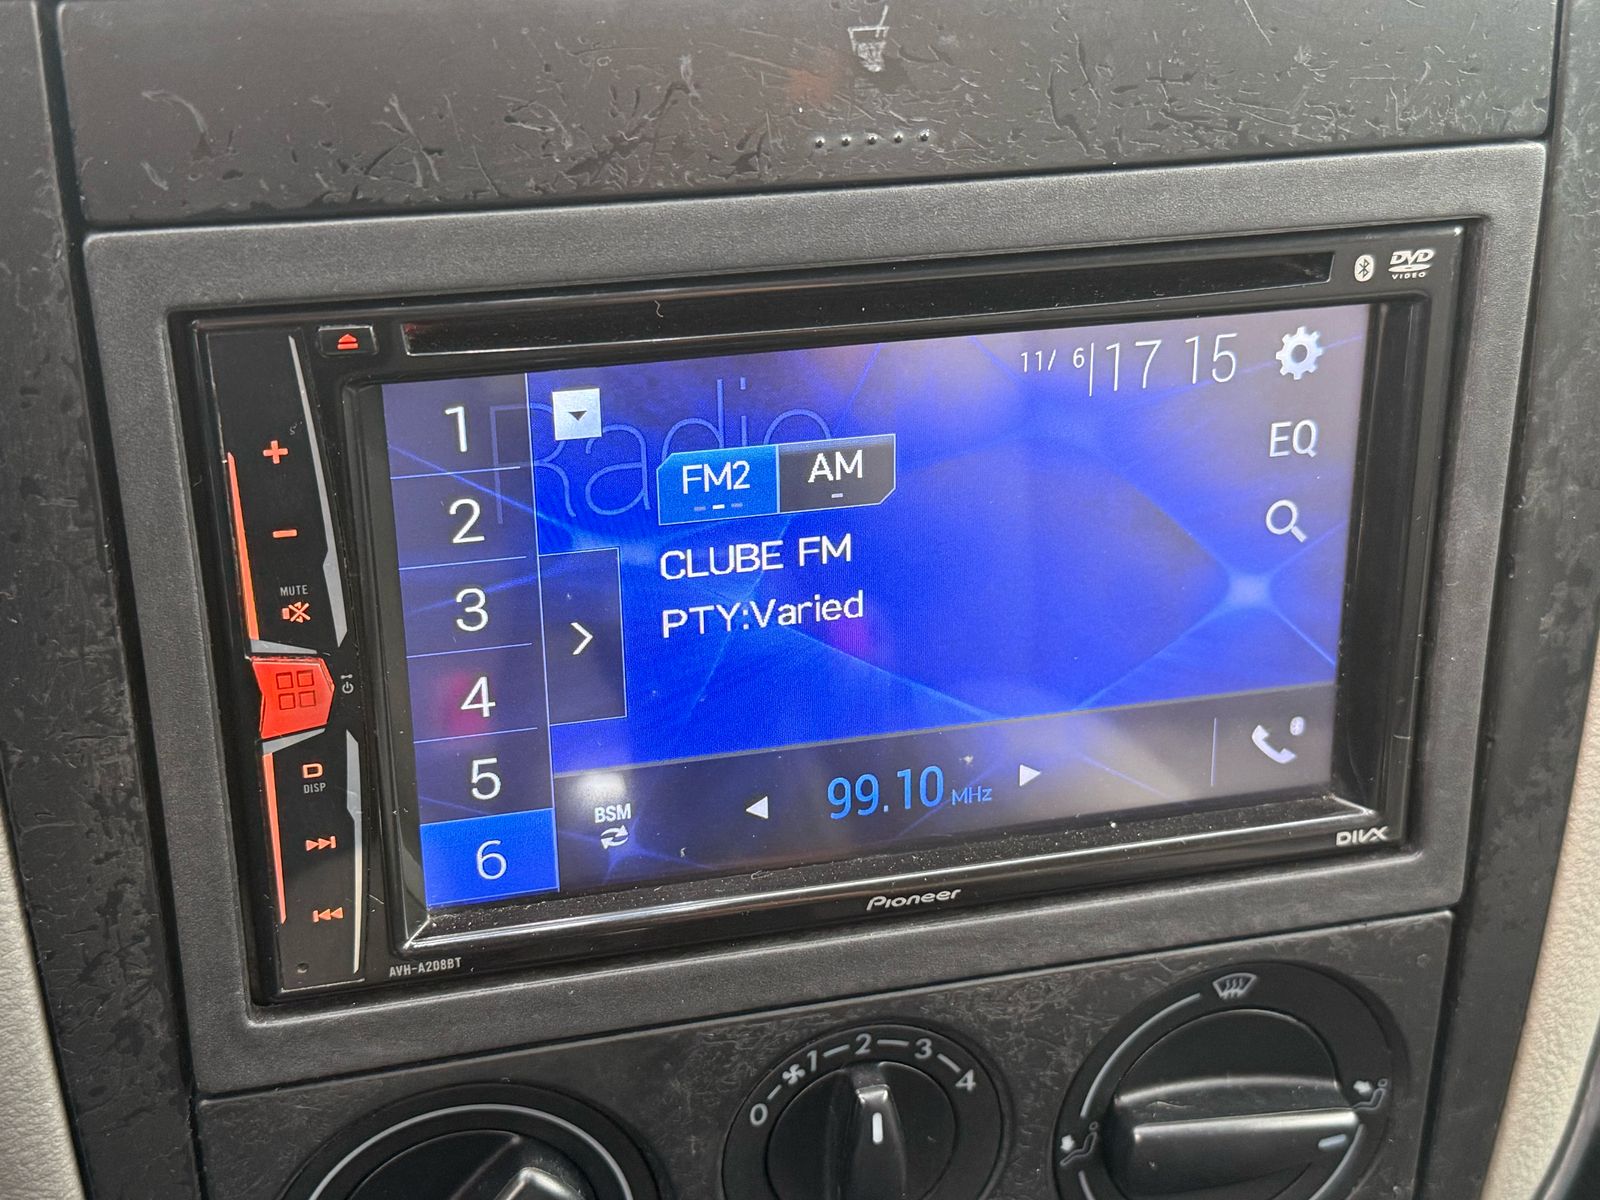 DVD
VIDEO
11/ 6 17 15
Radio
1
2
3
4
5
6
FM2
AM
EQ
CLUBE FM
PTY:Varied
MUTE
D
DISP
BSM
99.10 MHz
DIVX
Pioneer
AVH-A208BT
0 1 2 3 4